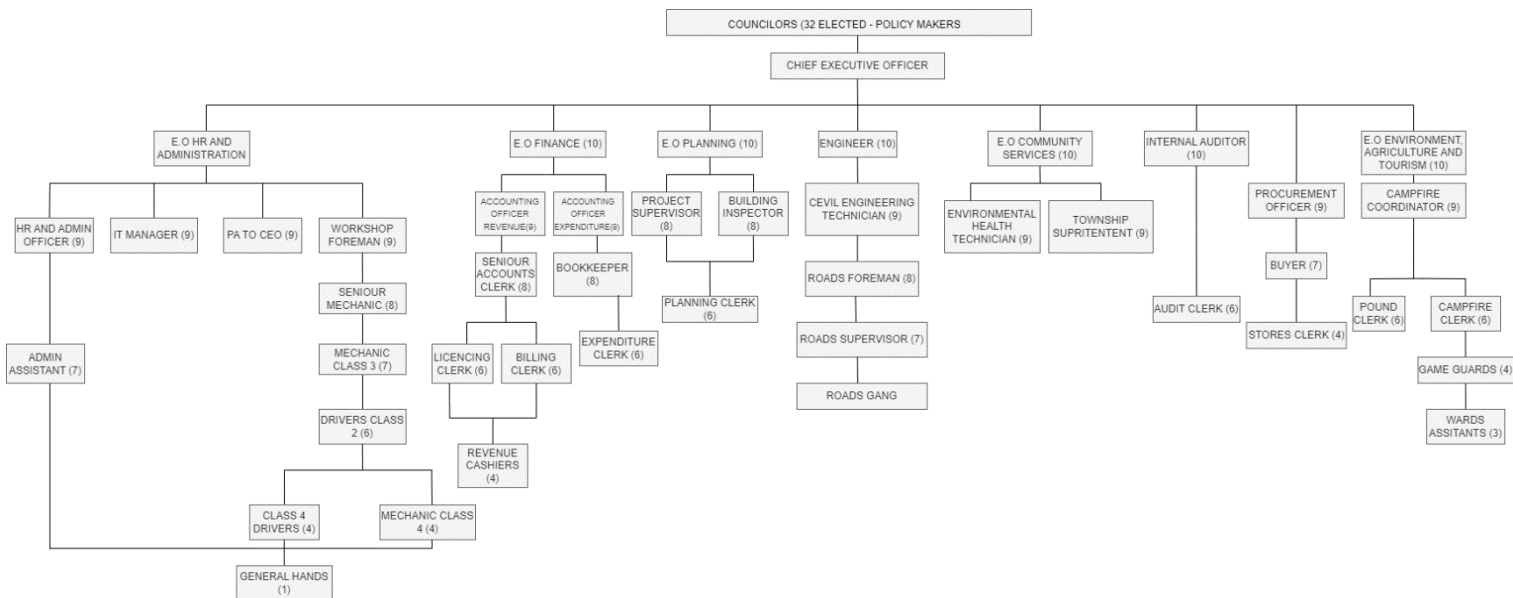 COUNCILORS (32 ELECTED - POLICY MAKERS
CHIEF EXECUTIVE OFFICER
E.O HR AND
ADMINISTRATION
E.O FINANCE (10)
E.O PLANNING (10)
ENGINEER (10)
E.O COMMUNITY
SERVICES (10)
INTERNAL AUDITOR
(10)
E.O ENVIRONMENT,
AGRICULTURE AND
TOURISM (10)
HR AND ADMIN
OFFICER (9)
IT MANAGER (9)
PA TO CEO (9)
WORKSHOP
FOREMAN (9)
ACCOUNTING
OFFICER
REVENUE(9)
ACCOUNTING
OFFICER
EXPENDITURE(9)
PROJECT
SUPERVISOR
(8)
BUILDING
INSPECTOR
(8)
CEVIL ENGINEERING
TECHNICIAN (9)
ENVIRONMENTAL
HEALTH
TECHNICIAN (9)
TOWNSHIP
SUPRITENTENT (9)
PROCUREMENT
OFFICER (9)
CAMPFIRE
COORDINATOR (9)
SENIOUR
MECHANIC (8)
SENIOUR
ACCOUNTS
CLERK (8)
BOOKKEEPER
(8)
PLANNING CLERK
(6)
ROADS FOREMAN (8)
AUDIT CLERK (6)
BUYER (7)
POUND
CLERK (6)
CAMPFIRE
CLERK (6)
ADMIN
ASSISTANT (7)
MECHANIC
CLASS 3 (7)
LICENCING
CLERK (6)
BILLING
CLERK (6)
EXPENDITURE
CLERK (6)
ROADS SUPERVISOR (7)
STORES CLERK (4)
GAME GUARDS (4)
DRIVERS CLASS
2 (6)
REVENUE
CASHIERS
(4)
ROADS GANG
WARDS
ASSITANTS (3)
CLASS 4
DRIVERS (4)
MECHANIC CLASS
4 (4)
GENERAL HANDS
(1)